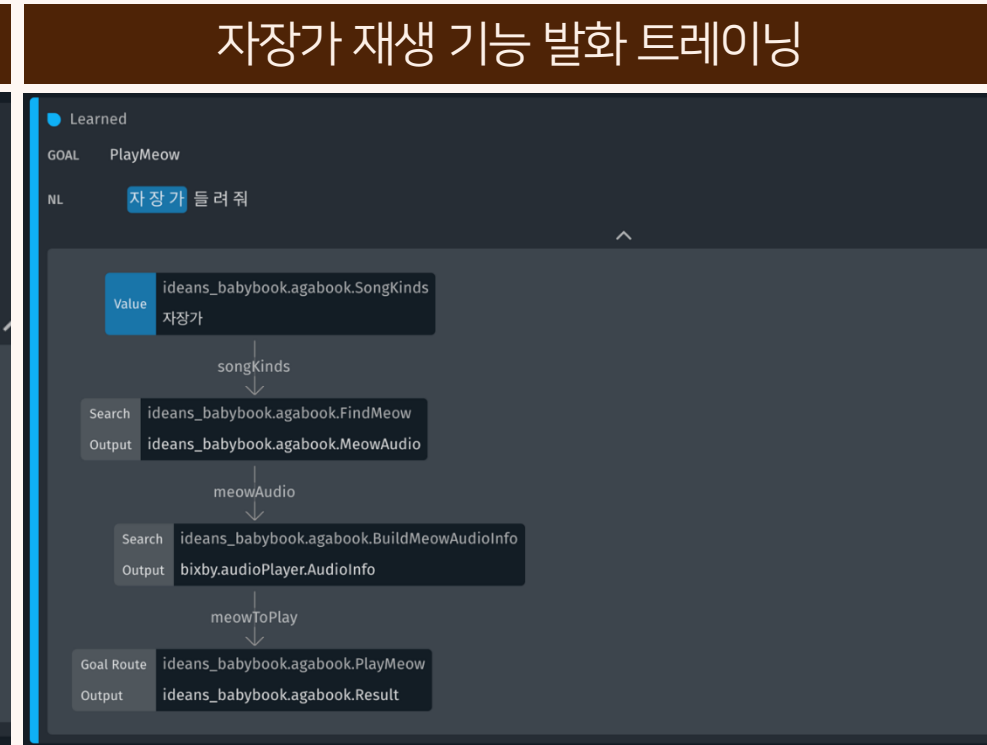 자장가 재생 기능 발화 트레이닝
Learned
GOAL PlayMeow
NL 자장가 들려줘
Value ideans_babybook.agabook.SongKinds
자장가
songKinds
Search ideans_babybook.agabook.FindMeow
Output ideans_babybook.agabook.MeowAudio
meowAudio
Search ideans_babybook.agabook.BuildMeowAudioInfo
Output bixby.audioPlayer.AudioInfo
meowToPlay
Goal Route ideans_babybook.agabook.PlayMeow
Output ideans_babybook.agabook.Result